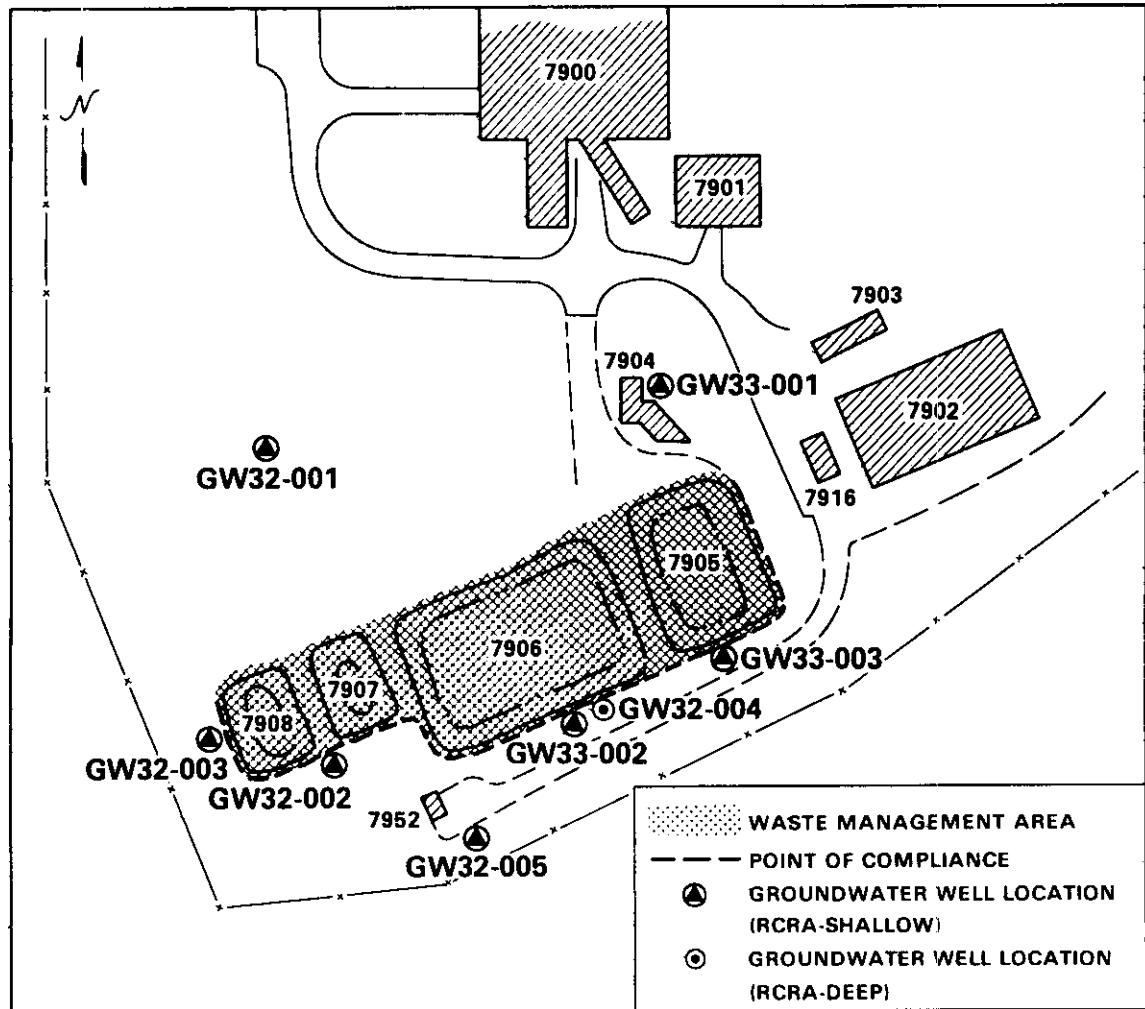 7900
N
7901
7903
7904
GW33-001
7902
GW32-001
7916
7905
7906
GW33-003
7907
7908
GW32-004
GW33-002
GW32-003
GW32-002
7952
GW32-005
WASTE MANAGEMENT AREA
POINT OF COMPLIANCE
GROUNDWATER WELL LOCATION
(RCRA-SHALLOW)
GROUNDWATER WELL LOCATION
(RCRA-DEEP)